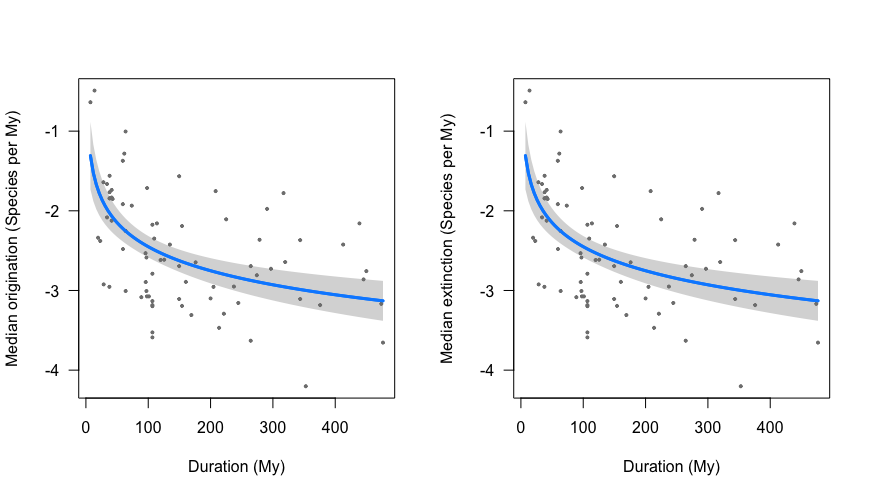 Median origination (Species per My)
-1
-2
-3
-4
0 100 200 300 400
Duration (My)
Median extinction (Species per My)
-1
-2
-3
-4
0 100 200 300 400
Duration (My)